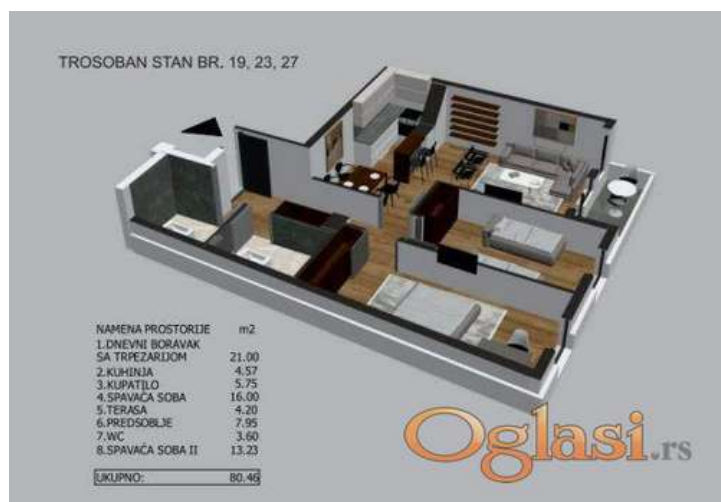 TROSOBAN STAN BR. 19, 23, 27
NAMENA PROSTORIJE m2
1.DNEVNI BORAVAK
SA TRPEZARIJOM 21.00
2.KUHINJA 4.57
3.KUPATILO 5.75
4.SPAVAĆA SOBA 16.00
5.TERASA 4.20
6.PREDSOBLJE 7.95
7.WC 3.60
8.SPAVAĆA SOBA II 13.23
UKUPNO: 80.46
Oglasi.rs